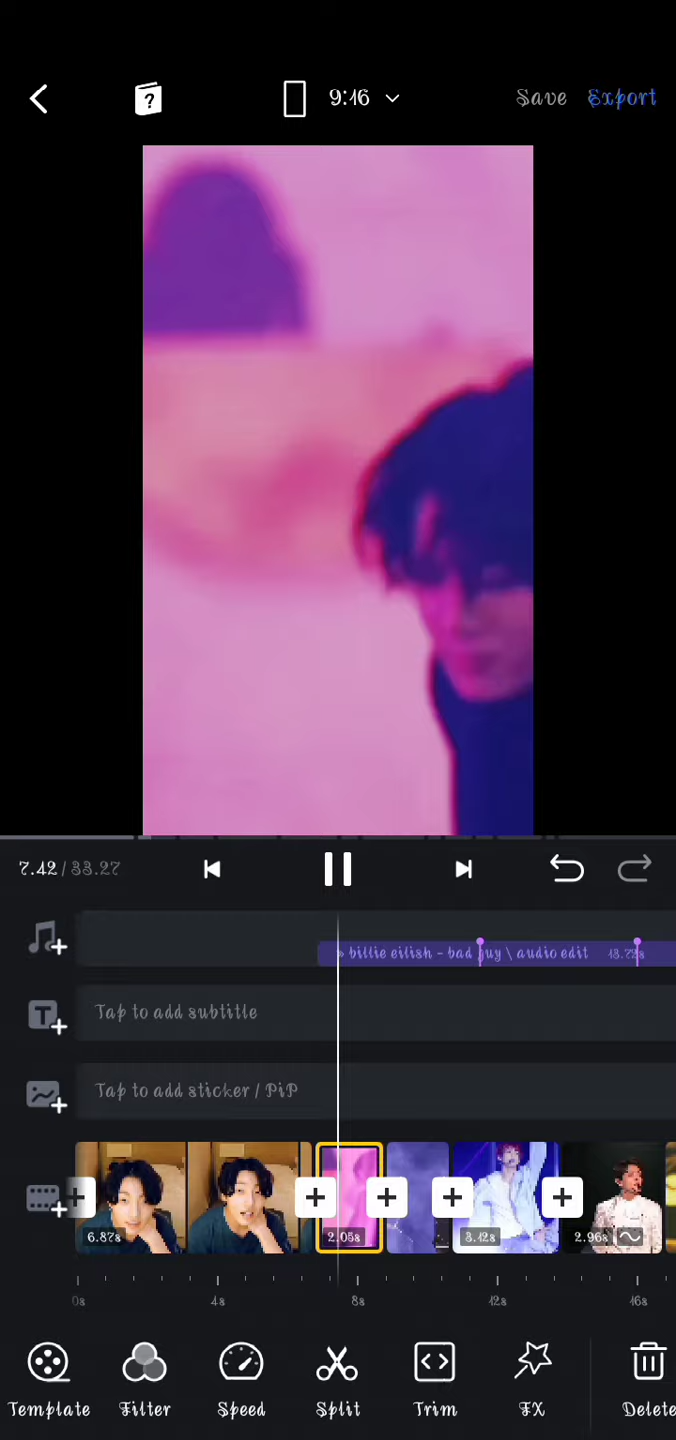 9:16
Save
Export
7.42 / 33.27
» billie eilish - bad guy \ audio edit
Tap to add subtitle
Tap to add sticker / PiP
6.87s
2.05s
3.12s
2.96s
0s
4s
8s
12s
16s
Template
Filter
Speed
Split
Trim
FX
Delete